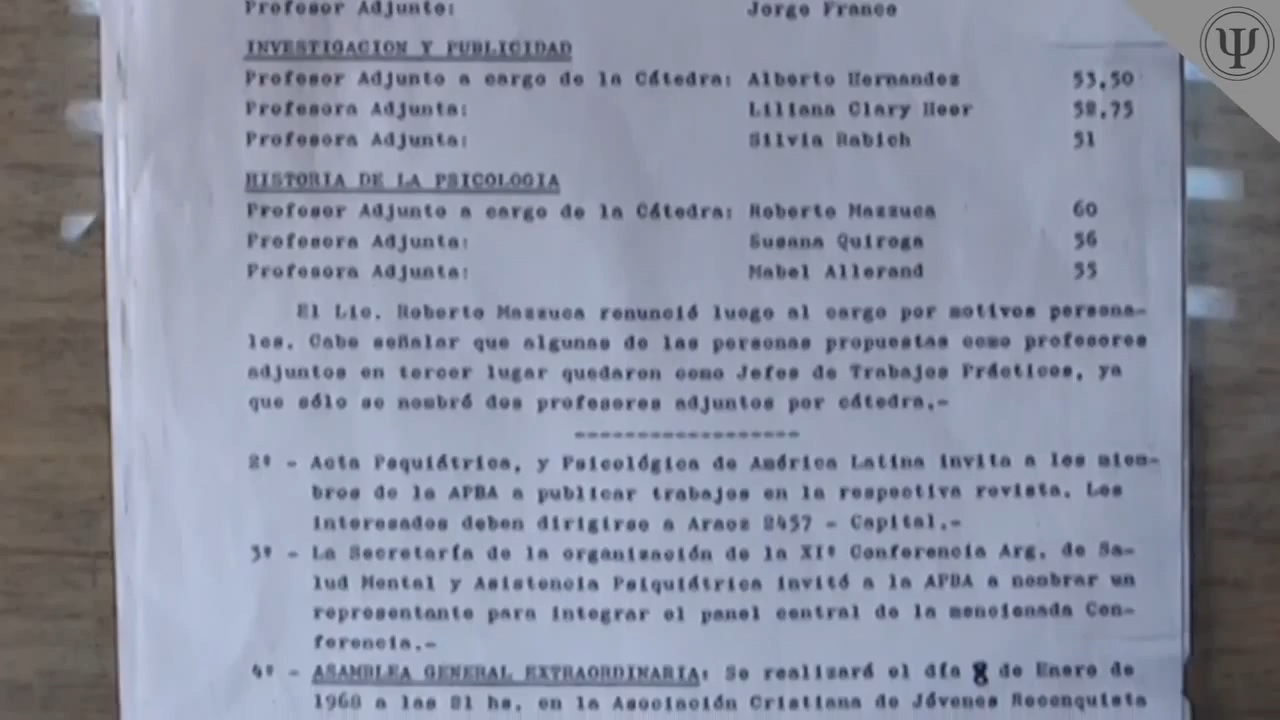 Profesor Adjunto: Jorge Franco
INVESTIGACION Y PUBLICIDAD
Profesor Adjunto a cargo de la Cátedra: Alberto Hernandez 53,50
Profesora Adjunta: Liliana Clary Heer 52,75
Profesora Adjunta: Silvia Rabich 51
HISTORIA DE LA PSICOLOGIA
Profesor Adjunto a cargo de la Cátedra: Roberto Mazzuca 60
Profesora Adjunta: Susana Quiroga 56
Profesora Adjunta: Mabel Allerand 55
El Lic. Roberto Mazzuca renunció luego al cargo por motivos persona-
les. Cabe señalar que algunas de las personas propuestas como profesores
adjuntos en tercer lugar quedaron como Jefes de Trabajos Prácticos, ya
que sólo se nombró dos profesores adjuntos por cátedra.-
------------------
2º - Acta Psquiátrica, y Psicológica de América Latina invita a los miem-
bros de la APBA a publicar trabajos en la respectiva revista. Los
interesados deben dirigirse a Araoz 2457 - Capital.-
3º - La Secretaría de la organización de la XIº Conferencia Arg. de Sa-
lud Mental y Asistencia Psiquiátrica invitó a la APBA a nombrar un
representante para integrar el panel central de la mencionada Con-
ferencia.-
4º - ASAMBLEA GENERAL EXTRAORDINARIA: Se realizará el día 8 de Enero de
1968 a las 21 hs. en la Asociación Cristiana de Jóvenes Reconquista